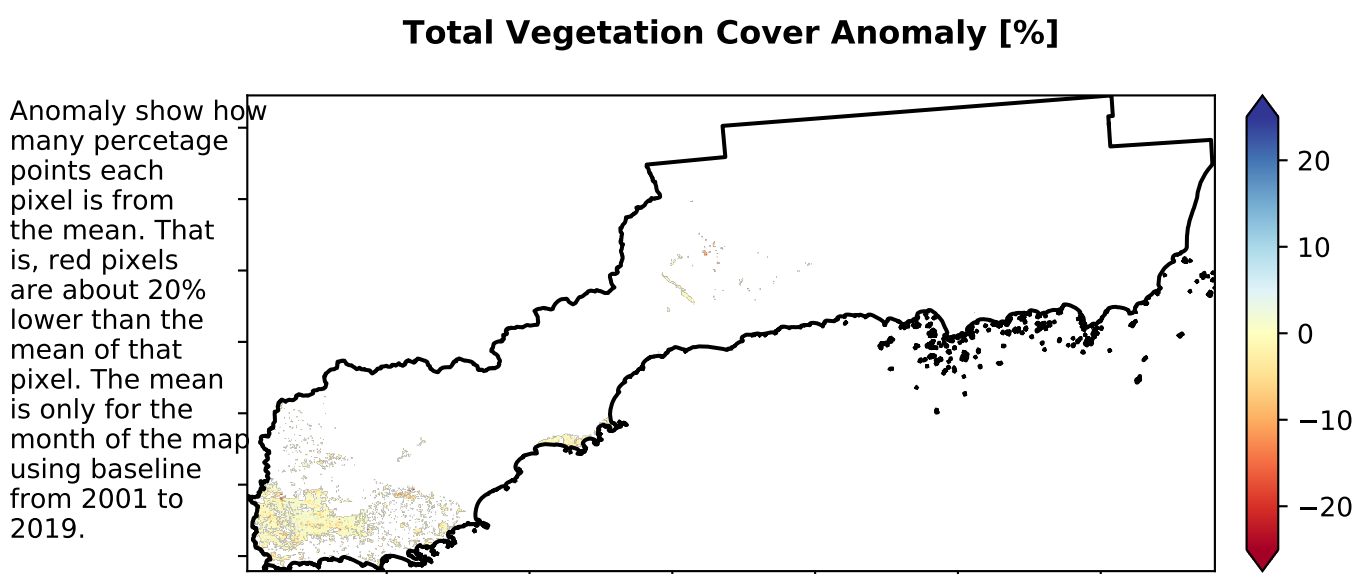 Total Vegetation Cover Anomaly [%]
Anomaly show how
many percetage
points each
pixel is from
the mean. That
is, red pixels
are about 20%
lower than the
mean of that
pixel. The mean
is only for the
month of the map
using baseline
from 2001 to
2019.
20
10
0
−10
−20